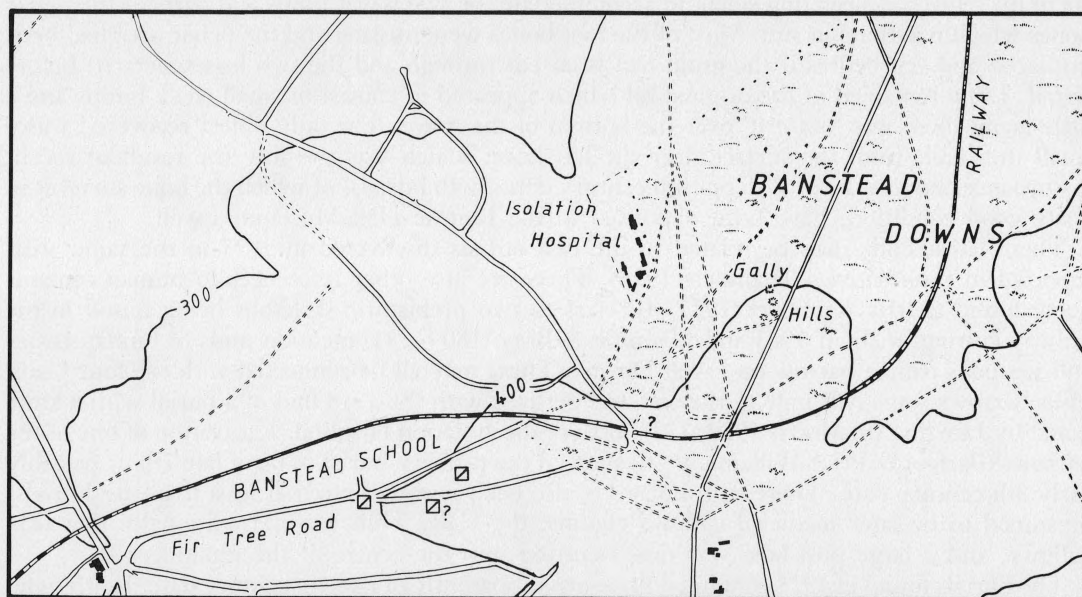 300
Isolation
Hospital
BANSTEAD
DOWNS
RAILWAY
Gally
Hills
400
?
BANSTEAD SCHOOL
?
Fir Tree Road